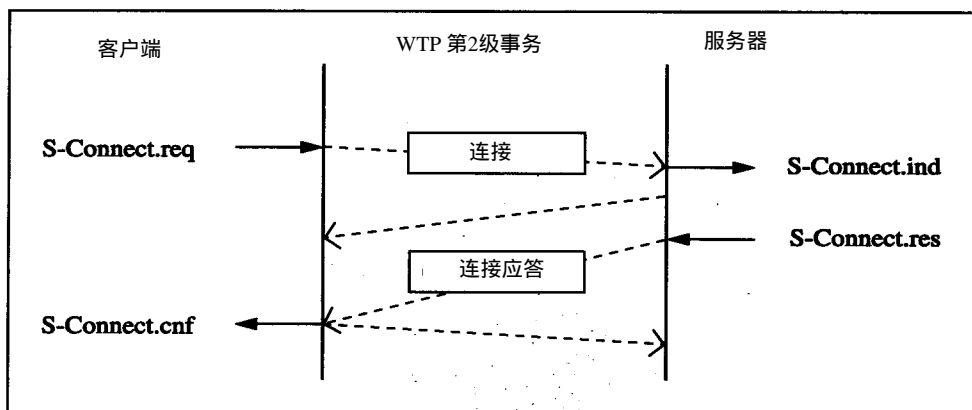 客户端
WTP 第2级事务
服务器
S-Connect.req
连接
S-Connect.ind
S-Connect.res
连接应答
S-Connect.cnf